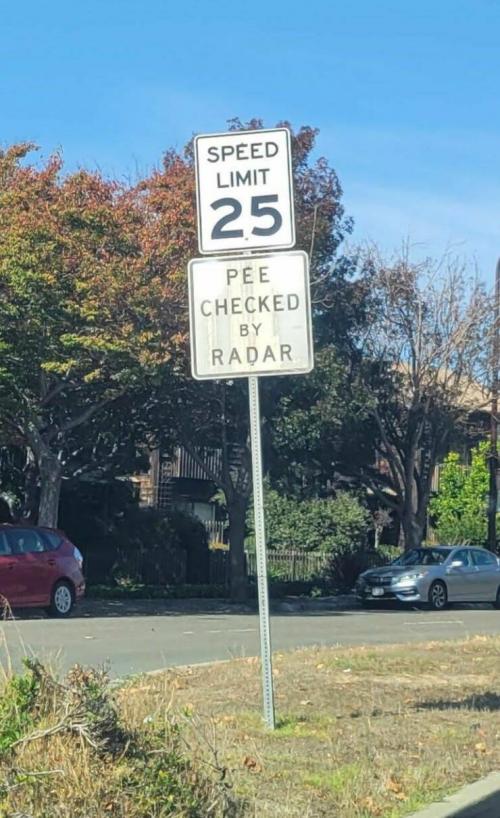 SPEED
LIMIT
25
PEE
CHECKED
BY
RADAR